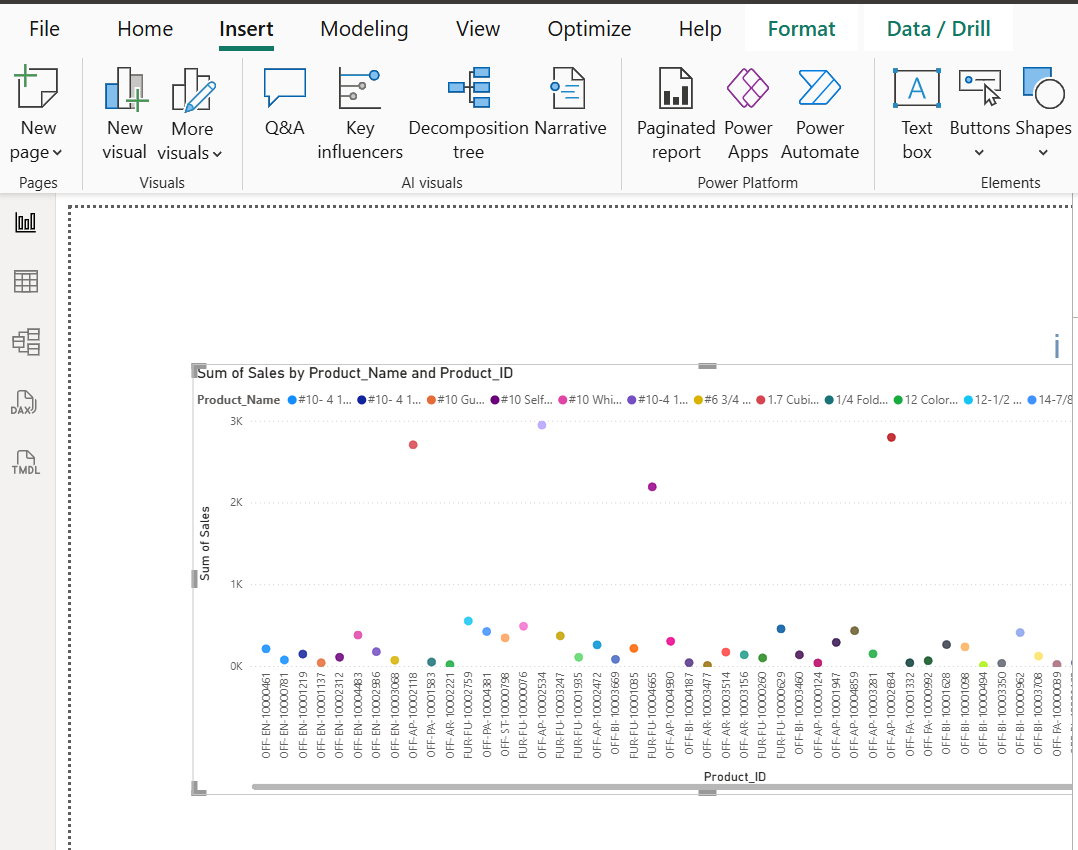 File Home Insert Modeling View Optimize Help Format Data / Drill
New page
Pages
New visual
More visuals
Visuals
Q&A
Key influencers
Decomposition tree
Narrative
AI visuals
Paginated report
Power Apps
Power Automate
Power Platform
Text box
Buttons
Shapes
Elements
DAX
TMDL
i
Sum of Sales by Product_Name and Product_ID
Product_Name #10- 4 1... #10- 4 1... #10 Gu... #10 Self... #10 Whi... #10-4 1... #6 3/4 ... 1.7 Cubi... 1/4 Fold... 12 Color... 12-1/2 ... 14-7/8
3K
2K
1K
0K
Sum of Sales
OFF-EN-10000461
OFF-EN-10000781
OFF-EN-10001219
OFF-EN-10001137
OFF-EN-10002312
OFF-EN-10004483
OFF-EN-10002986
OFF-EN-10003068
OFF-AP-10002118
OFF-PA-10001583
OFF-AR-10002221
FUR-FU-10002759
OFF-PA-10004381
OFF-ST-10000798
FUR-FU-10000076
OFF-AP-10002534
FUR-FU-10003247
FUR-FU-10001935
OFF-AP-10002472
OFF-BI-10003669
FUR-FU-10001085
FUR-FU-10004665
OFF-AP-10004980
OFF-BI-10004187
OFF-AR-10003477
OFF-AR-10003514
OFF-AR-10003156
FUR-FU-10000260
FUR-FU-10000629
OFF-BI-10003460
OFF-AP-10000124
OFF-AP-10001947
OFF-AP-10004859
OFF-AP-10003281
OFF-AP-10002684
OFF-FA-10001332
OFF-FA-10000992
OFF-BI-10001628
OFF-BI-10001098
OFF-BI-10000494
OFF-BI-10003350
OFF-BI-10000962
OFF-BI-10003708
OFF-FA-10000039
Product_ID